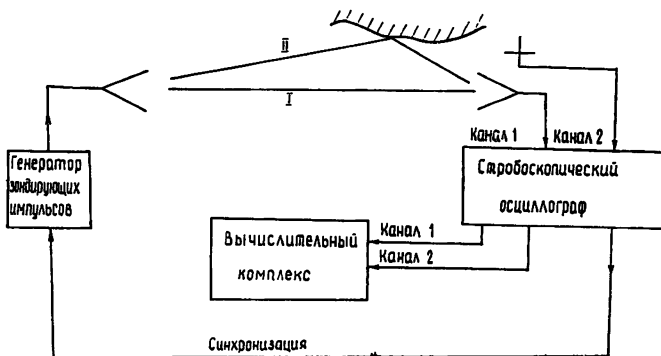 II
I
Канал 1 Канал 2
Генератор
зондирующих
импульсов
Стробоскопический
осциллограф
Вычислительный
комплекс
Канал 1
Канал 2
Синхронизация